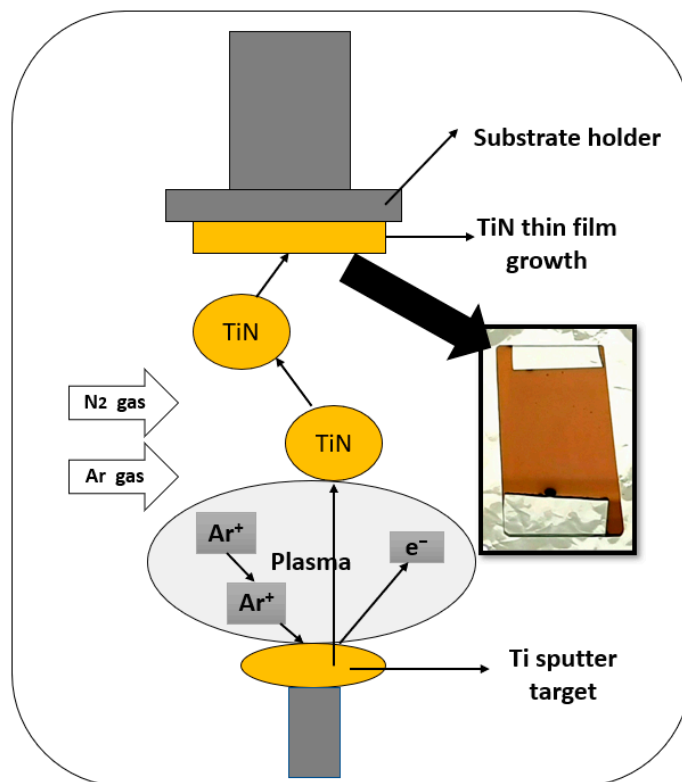 Substrate holder
TiN thin film
growth
TiN
N2 gas
TiN
Ar gas
Ar⁺
Plasma
e⁻
Ar⁺
Ti sputter
target